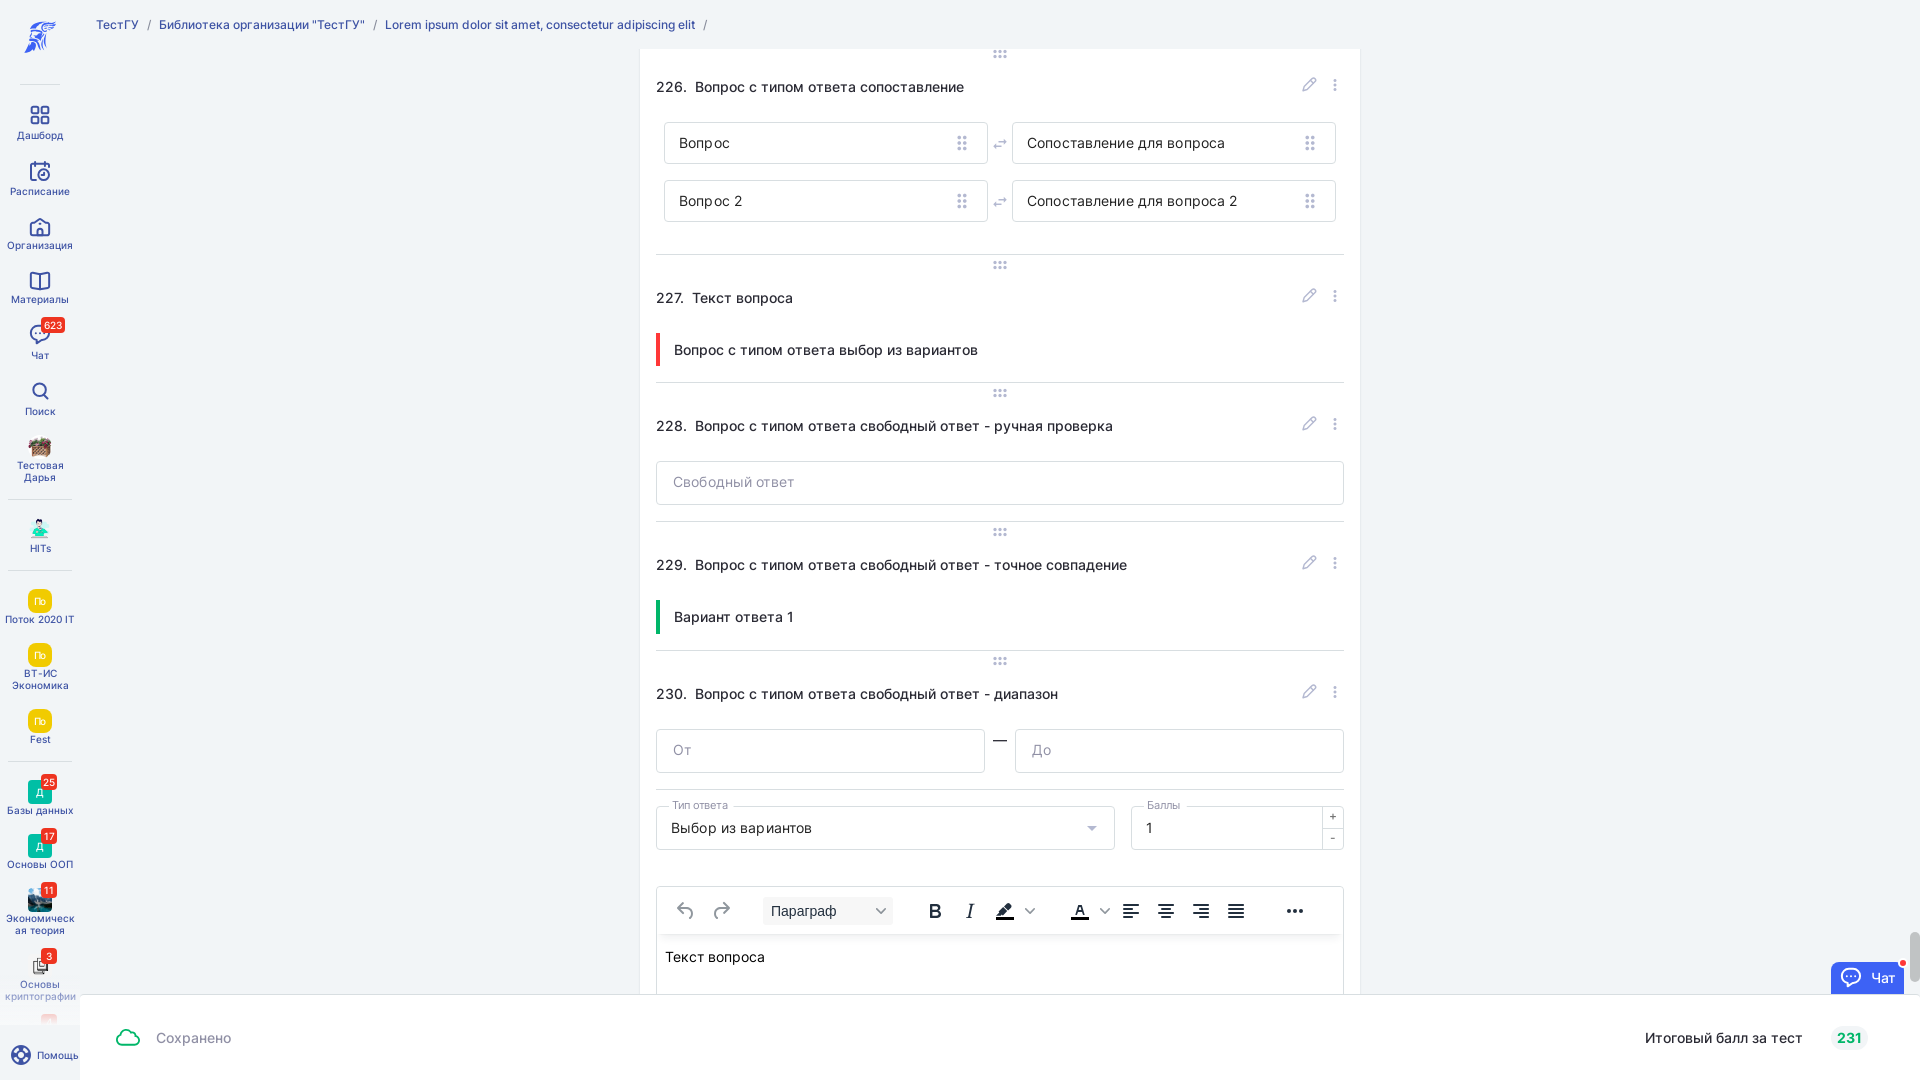 ТестГУ / Библиотека организации "ТестГУ" / Lorem ipsum dolor sit amet, consectetur adipiscing elit /
Дашборд
Расписание
Организация
Материалы
623
Чат
Поиск
Тестовая
Дарья
HITs
По
Поток 2020 IT
По
ВТ-ИС
Экономика
По
Fest
25
Д
Базы данных
17
Д
Основы ООП
11
Экономическ
ая теория
3
Основы
криптографии
Помощь
226. Вопрос с типом ответа сопоставление
Вопрос
Сопоставление для вопроса
Вопрос 2
Сопоставление для вопроса 2
227. Текст вопроса
Вопрос с типом ответа выбор из вариантов
228. Вопрос с типом ответа свободный ответ - ручная проверка
Свободный ответ
229. Вопрос с типом ответа свободный ответ - точное совпадение
Вариант ответа 1
230. Вопрос с типом ответа свободный ответ - диапазон
От — До
Тип ответа
Выбор из вариантов
Баллы
1
+
-
Параграф
Текст вопроса
Чат
Сохранено
Итоговый балл за тест 231